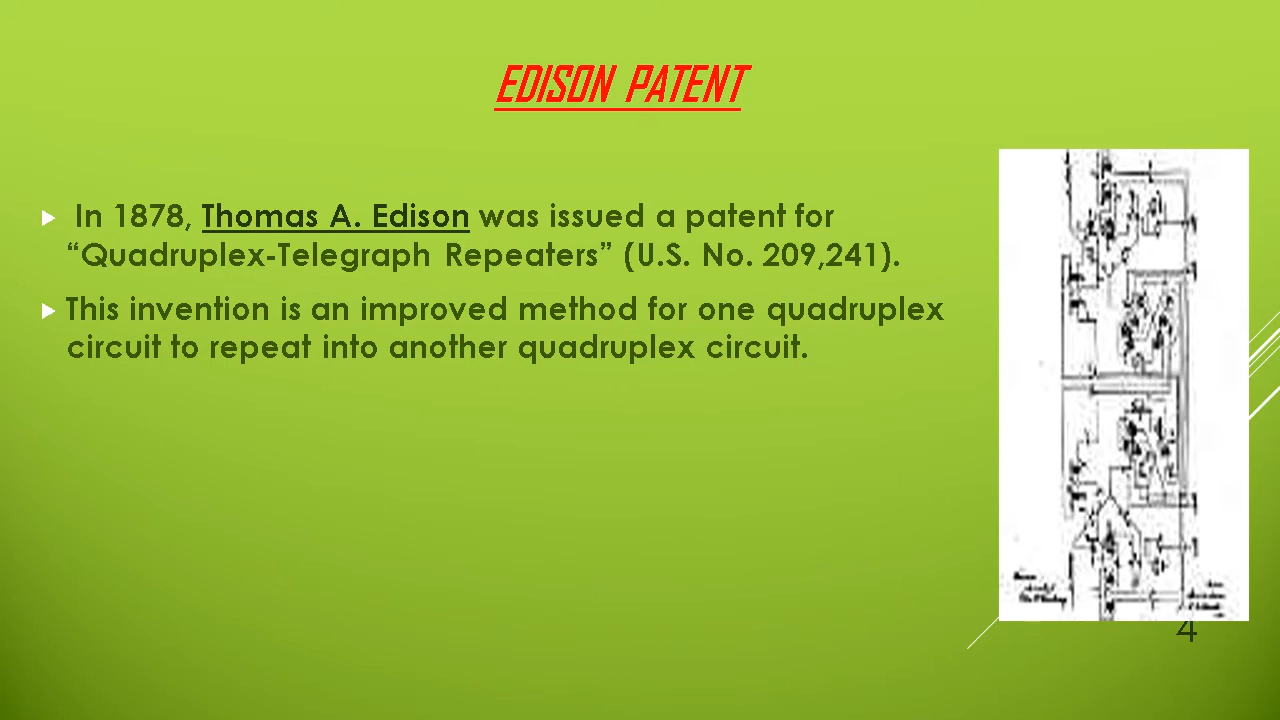 EDISON PATENT
In 1878, Thomas A. Edison was issued a patent for
“Quadruplex-Telegraph Repeaters” (U.S. No. 209,241).
This invention is an improved method for one quadruplex
circuit to repeat into another quadruplex circuit.
4